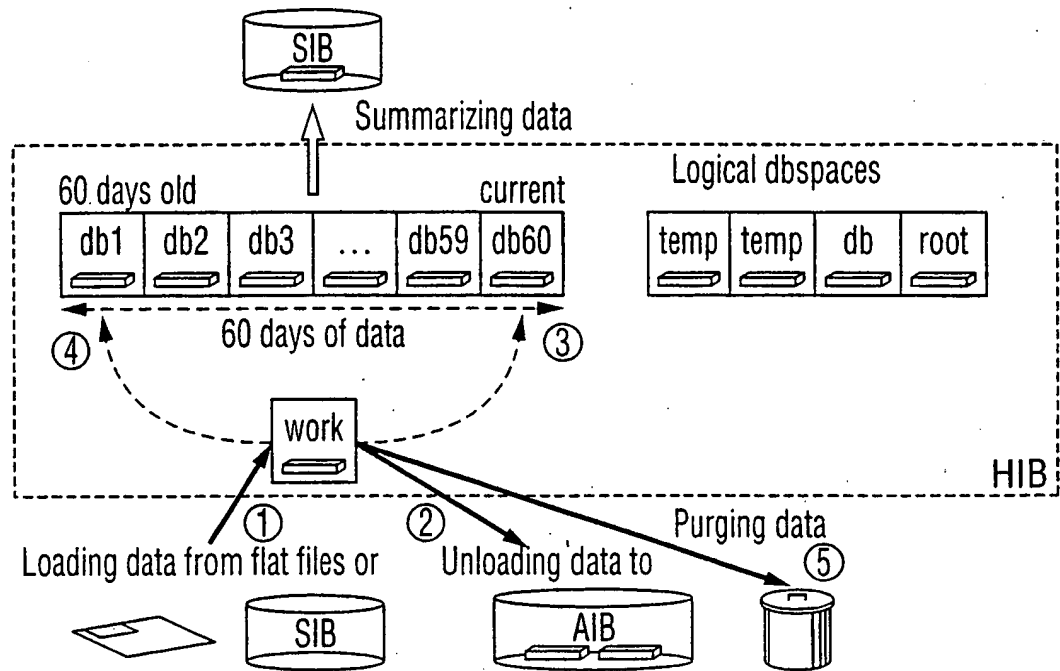 SIB
Summarizing data
60 days old
current
Logical dbspaces
db1 db2 db3 ... db59 db60
temp temp db root
④ 60 days of data ③
work
HIB
① ② Purging data
Loading data from flat files or
Unloading data to
⑤
SIB
AIB